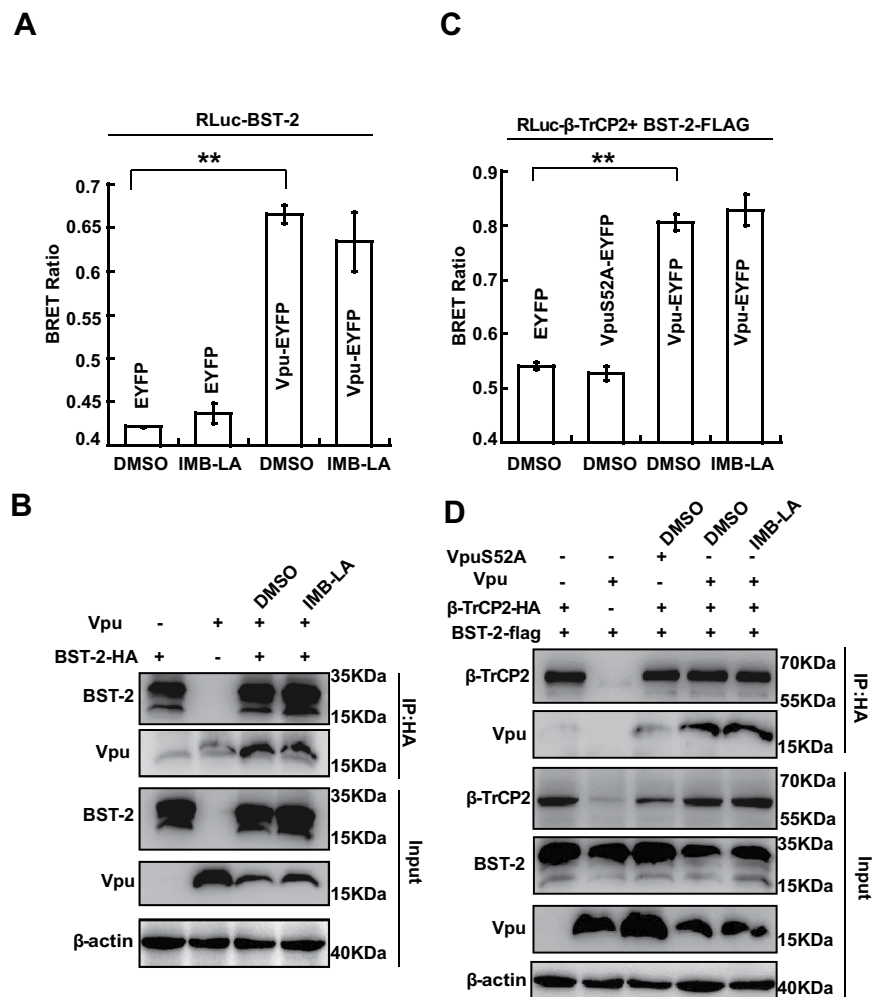 A
RLuc-BST-2
**
BRET Ratio
0.7
0.65
0.6
0.55
0.5
0.45
0.4
EYFP
EYFP
Vpu-EYFP
Vpu-EYFP
DMSO IMB-LA DMSO IMB-LA
C
RLuc-β-TrCP2+ BST-2-FLAG
**
BRET Ratio
0.9
0.8
0.7
0.6
0.5
0.4
EYFP
VpuS52A-EYFP
Vpu-EYFP
Vpu-EYFP
DMSO DMSO DMSO IMB-LA
B
DMSO IMB-LA
Vpu - + + +
BST-2-HA + - + +
BST-2 35KDa
15KDa
Vpu
15KDa
IP:HA
BST-2 35KDa
15KDa
Vpu
15KDa
β-actin
40KDa
Input
D
DMSO DMSO IMB-LA
VpuS52A - - + - -
Vpu - + - + +
β-TrCP2-HA + - + + +
BST-2-flag + + + + +
β-TrCP2 70KDa
55KDa
Vpu
15KDa
IP:HA
β-TrCP2 70KDa
55KDa
BST-2 35KDa
15KDa
Vpu
15KDa
β-actin
40KDa
Input